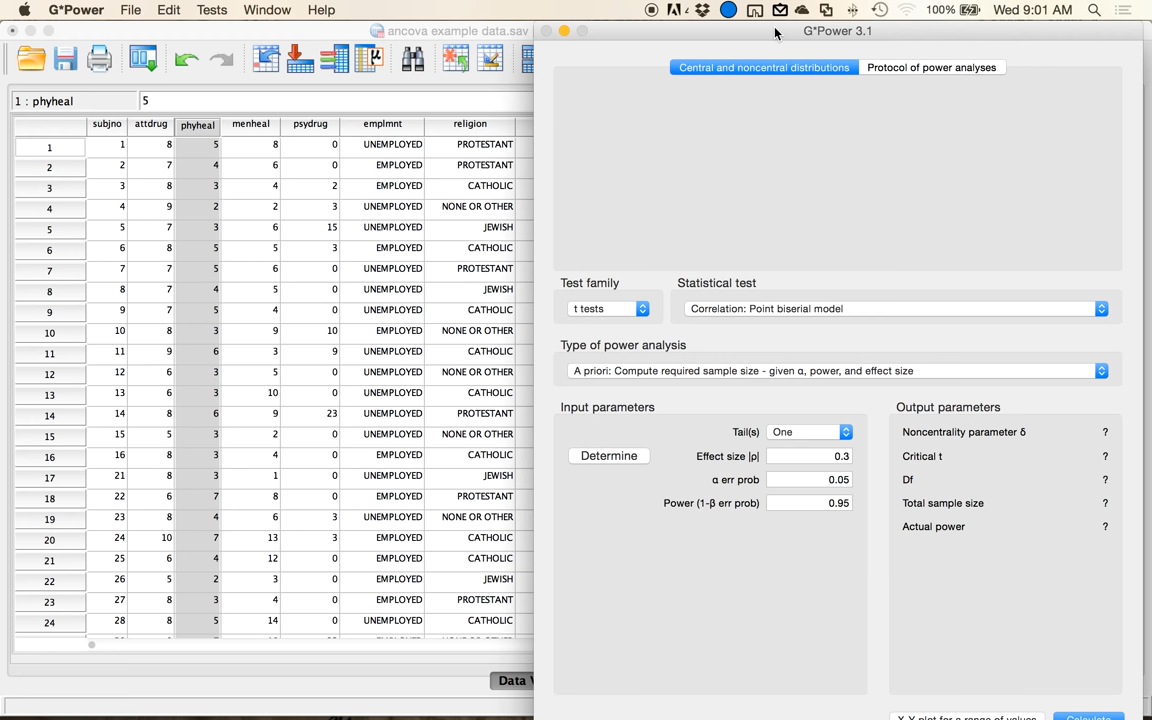 G*Power File Edit Tests Window Help 100% Wed 9:01 AM
ancova example data.sav
G*Power 3.1
1 : phyheal 5
subjno attdrug phyheal menheal psydrug emplmnt religion
1 1 8 5 8 0 UNEMPLOYED PROTESTANT
2 2 7 4 6 0 EMPLOYED PROTESTANT
3 3 8 3 4 2 EMPLOYED CATHOLIC
4 4 9 2 2 3 UNEMPLOYED NONE OR OTHER
5 5 7 3 6 15 UNEMPLOYED JEWISH
6 6 8 5 5 3 EMPLOYED CATHOLIC
7 7 7 5 6 0 UNEMPLOYED PROTESTANT
8 8 7 4 5 0 UNEMPLOYED JEWISH
9 9 7 5 4 0 UNEMPLOYED CATHOLIC
10 10 8 3 9 10 EMPLOYED NONE OR OTHER
11 11 9 6 3 9 UNEMPLOYED CATHOLIC
12 12 6 3 5 0 UNEMPLOYED NONE OR OTHER
13 13 6 3 10 0 UNEMPLOYED CATHOLIC
14 14 8 6 9 23 UNEMPLOYED PROTESTANT
15 15 5 3 2 0 UNEMPLOYED NONE OR OTHER
16 16 8 3 4 0 EMPLOYED CATHOLIC
17 21 8 3 1 0 UNEMPLOYED JEWISH
18 22 6 7 8 0 EMPLOYED PROTESTANT
19 23 8 4 6 3 UNEMPLOYED NONE OR OTHER
20 24 10 7 13 3 EMPLOYED CATHOLIC
21 25 6 4 12 0 EMPLOYED CATHOLIC
22 26 5 2 3 0 EMPLOYED JEWISH
23 27 8 3 4 0 EMPLOYED PROTESTANT
24 28 8 5 14 0 UNEMPLOYED CATHOLIC
Data V
Central and noncentral distributions Protocol of power analyses
Test family Statistical test
t tests Correlation: Point biserial model
Type of power analysis
A priori: Compute required sample size - given α, power, and effect size
Input parameters Output parameters
Tail(s) One Noncentrality parameter δ ?
Determine Effect size |ρ| 0.3 Critical t ?
α err prob 0.05 Df ?
Power (1-β err prob) 0.95 Total sample size ?
Actual power ?
X-Y plot for a range of values Calculate